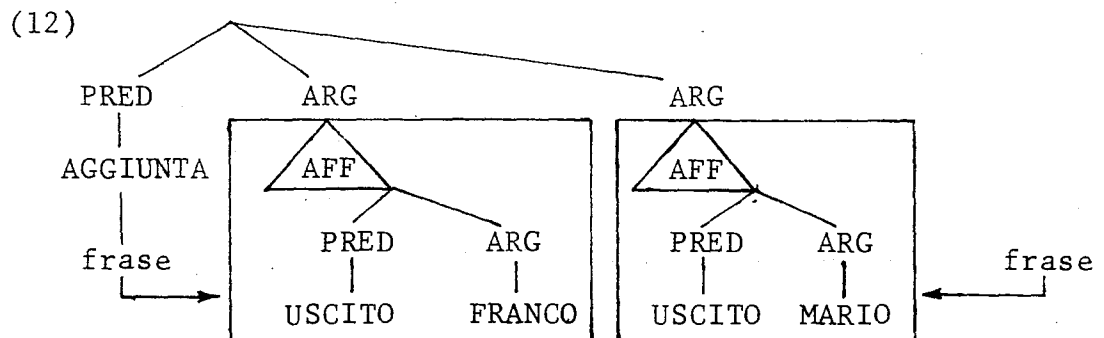 (12)
PRED ARG ARG
AGGIUNTA AFF AFF
PRED ARG PRED ARG
frase frase
USCITO FRANCO USCITO MARIO